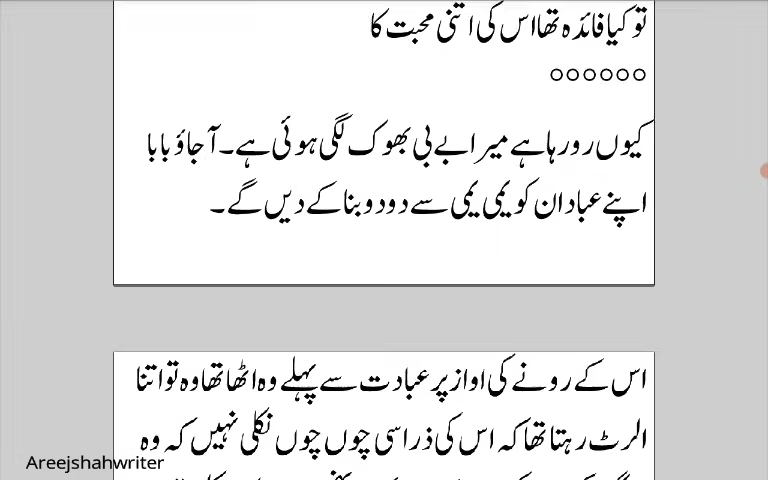 تو کیا فائدہ تھا اس کی اتنی محبت کا
○○○○○○
کیوں رو رہا ہے میرا بے بی بھوک لگی ہوئی ہے۔ آ جاؤ بابا
اپنے عبادان کو یمی یمی سے دودو بنا کے دیں گے۔
اس کے رونے کی اواز پر عبادت سے پہلے وہ اٹھا تھا وہ تو اتنا
الرٹ رہتا تھا کہ اس کی ذرا سی چوں چوں نکلی نہیں کہ وہ
Areejshahwriter